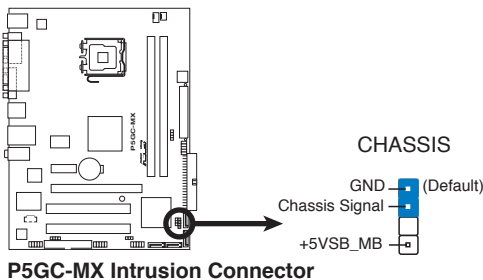 P5GC-MX
CHASSIS
GND
(Default)
Chassis Signal
+5VSB_MB
P5GC-MX Intrusion Connector